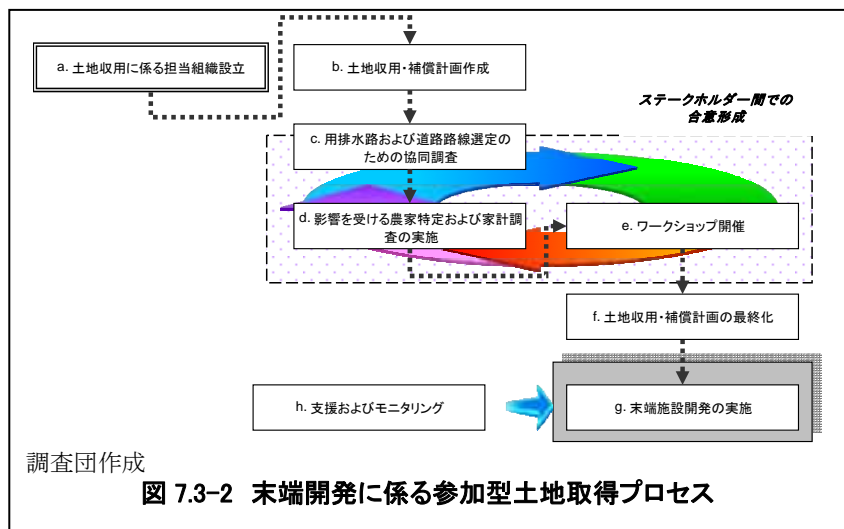 a. 土地収用に係る担当組織設立
b. 土地収用・補償計画作成
ステークホルダー間での
合意形成
c. 用排水路および道路路線選定の
ための協同調査
d. 影響を受ける農家特定および家計調
査の実施
e. ワークショップ開催
f. 土地収用・補償計画の最終化
h. 支援およびモニタリング
g. 末端施設開発の実施
調査団作成
図 7.3-2 末端開発に係る参加型土地取得プロセス